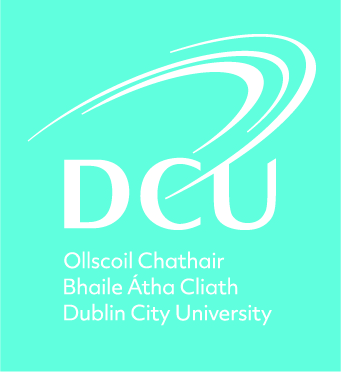 DCU
Ollscoil Chathair
Bhaile Átha Cliath
Dublin City University